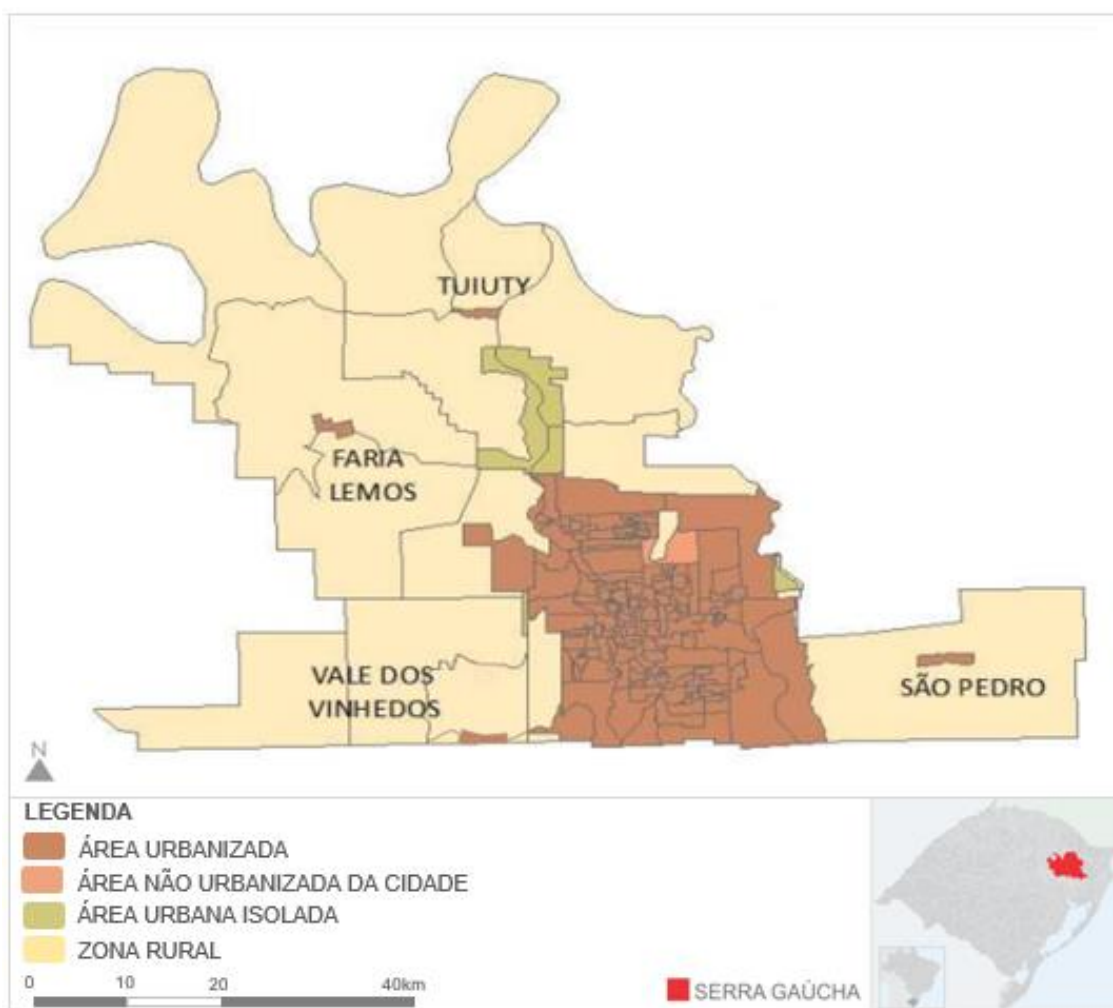 TUIUTY
FARIA
LEMOS
VALE DOS
VINHEDOS
SÃO PEDRO
N
LEGENDA
ÁREA URBANIZADA
ÁREA NÃO URBANIZADA DA CIDADE
ÁREA URBANA ISOLADA
ZONA RURAL
0 10 20 40km
SERRA GAÚCHA